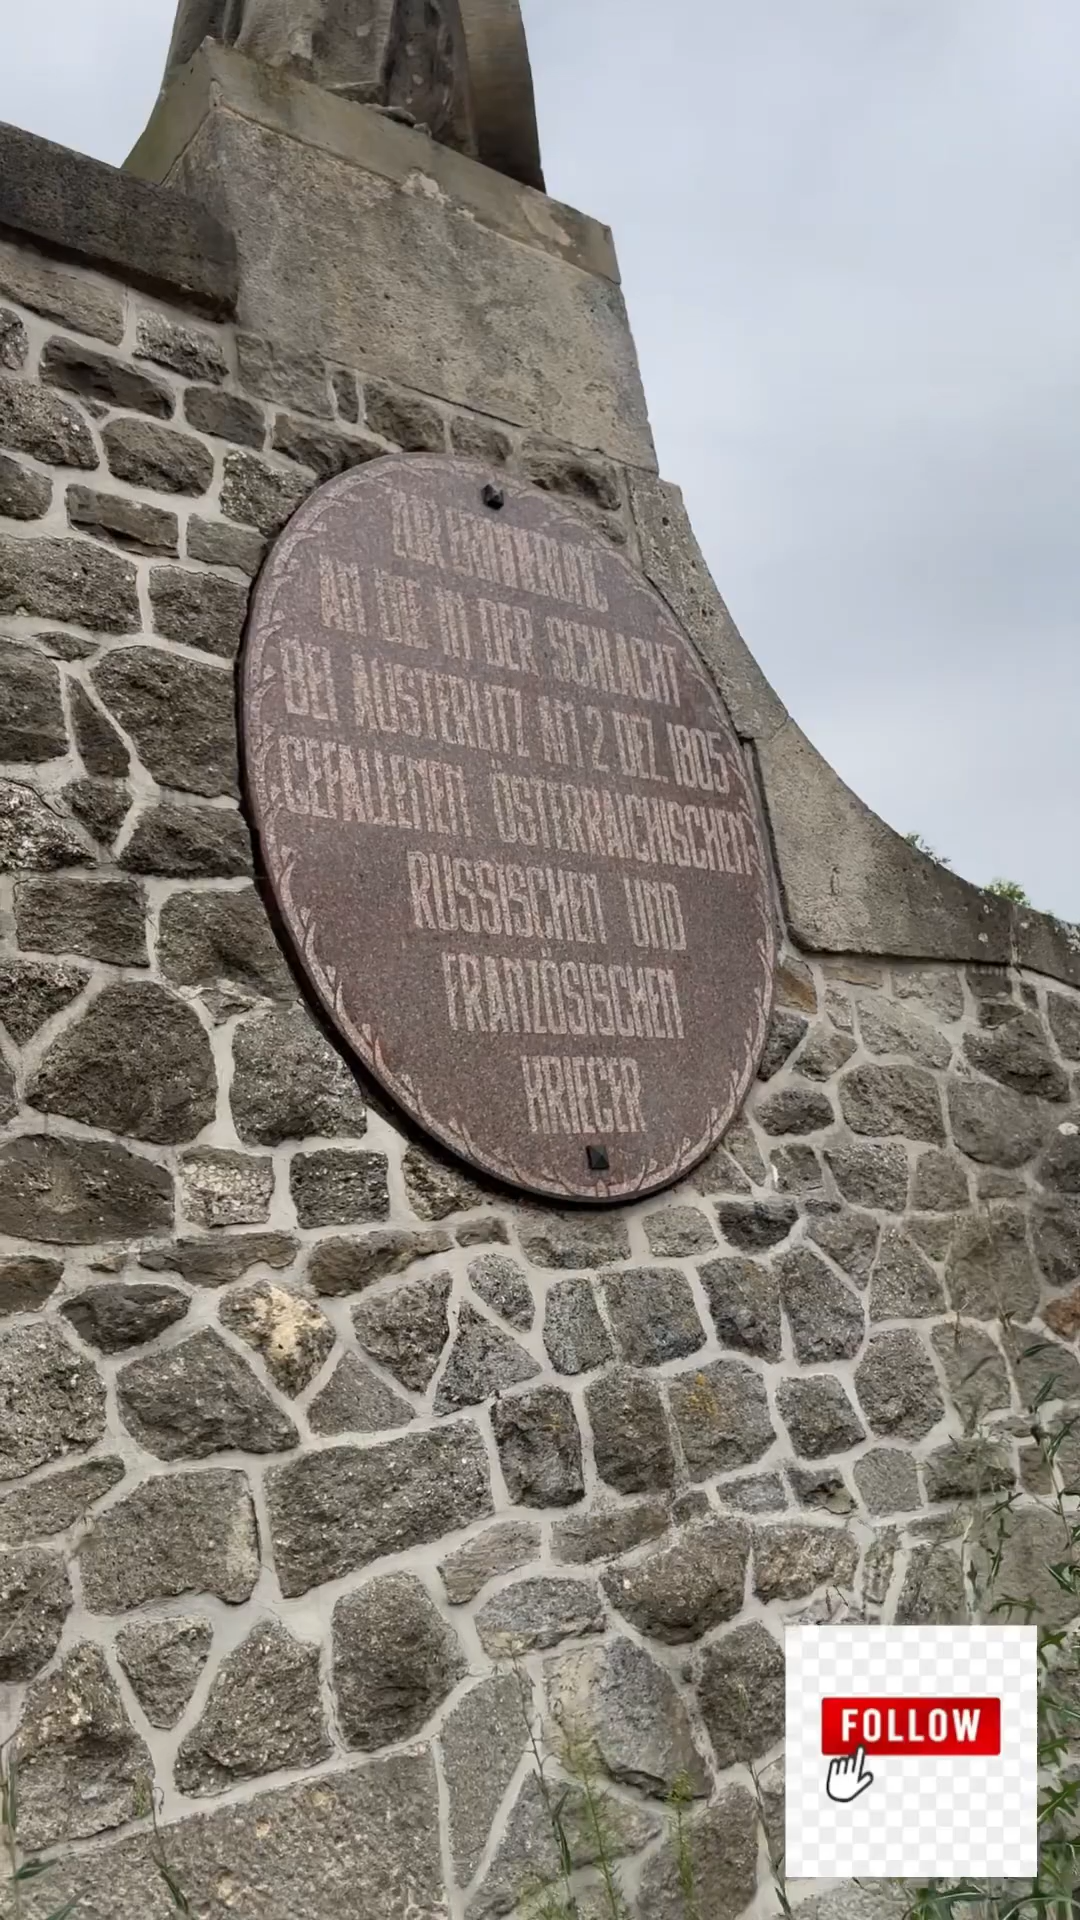 ZUR ERINNERUNG
AN DIE IN DER SCHLACHT
BEI AUSTERLITZ AM 2. DEZ. 1805
GEFALLENEN ÖSTERRAICHISCHEN
RUSSISCHEN UND
FRANZÖSISCHEN
KRIEGER
FOLLOW